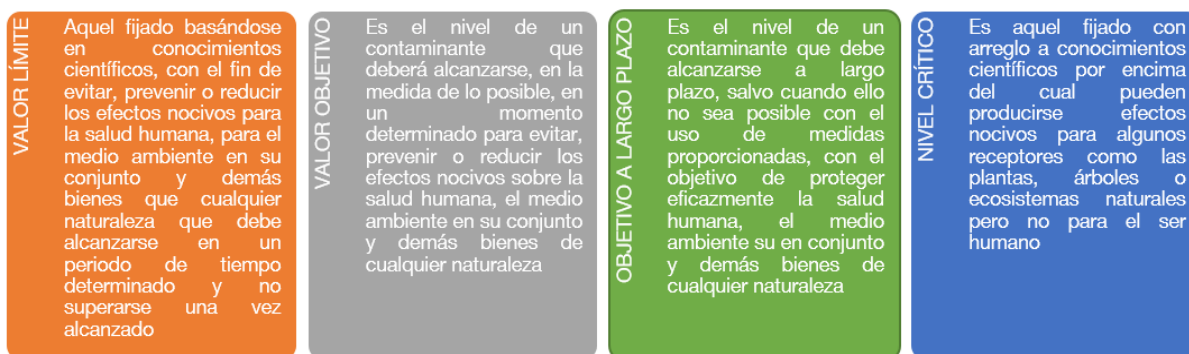 VALOR LÍMITE
Aquel fijado basándose
en conocimientos
científicos, con el fin de
evitar, prevenir o reducir
los efectos nocivos para
la salud humana, para el
medio ambiente en su
conjunto y demás
bienes que cualquier
naturaleza que debe
alcanzarse en un
periodo de tiempo
determinado y no
superarse una vez
alcanzado
VALOR OBJETIVO
Es el nivel de un
contaminante que
deberá alcanzarse, en la
medida de lo posible, en
un momento
determinado para evitar,
prevenir o reducir los
efectos nocivos sobre la
salud humana, el medio
ambiente en su conjunto
y demás bienes de
cualquier naturaleza
OBJETIVO A LARGO PLAZO
Es el nivel de un
contaminante que debe
alcanzarse a largo
plazo, salvo cuando ello
no sea posible con el
uso de medidas
proporcionadas, con el
objetivo de proteger
eficazmente la salud
humana, el medio
ambiente su en conjunto
y demás bienes de
cualquier naturaleza
NIVEL CRÍTICO
Es aquel fijado con
arreglo a conocimientos
científicos por encima
del cual pueden
producirse efectos
nocivos para algunos
receptores como las
plantas, árboles o
ecosistemas naturales
pero no para el ser
humano